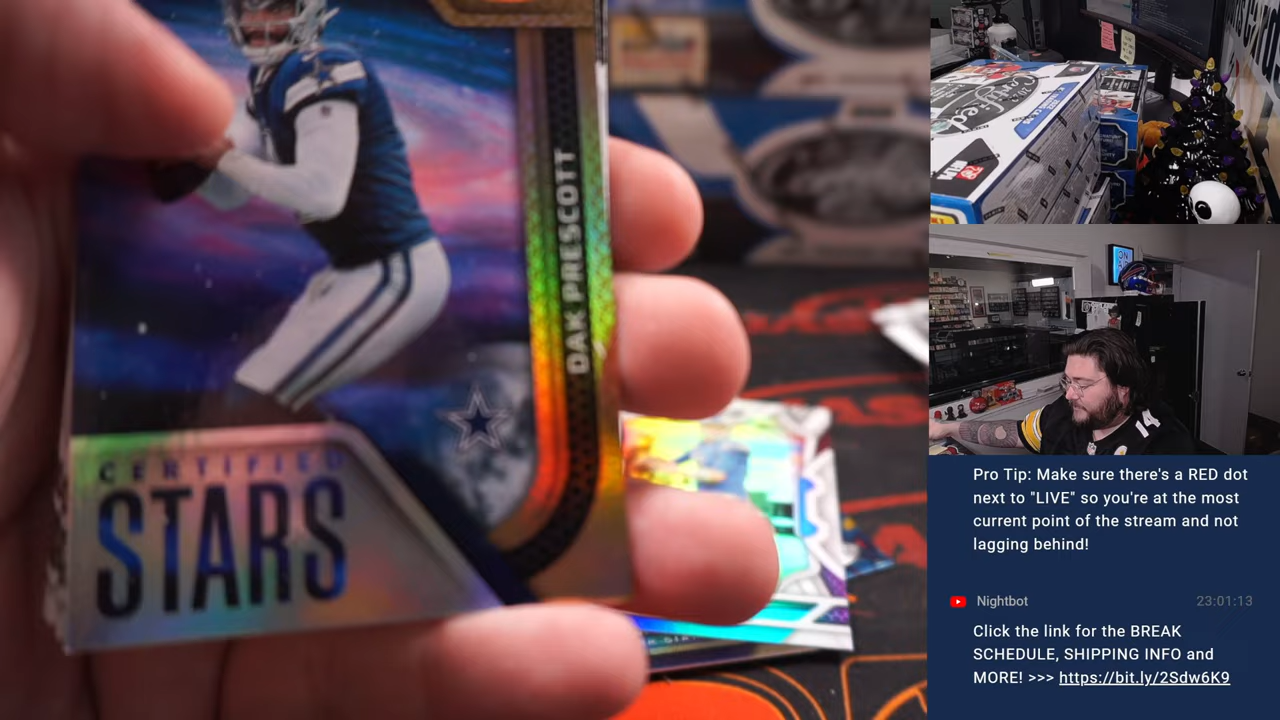 DAK PRESCOTT
CERTIFIED
STARS
Certified
14
Pro Tip: Make sure there's a RED dot
next to "LIVE" so you're at the most
current point of the stream and not
lagging behind!
Nightbot
23:01:13
Click the link for the BREAK
SCHEDULE, SHIPPING INFO and
MORE! >>> https://bit.ly/2Sdw6K9